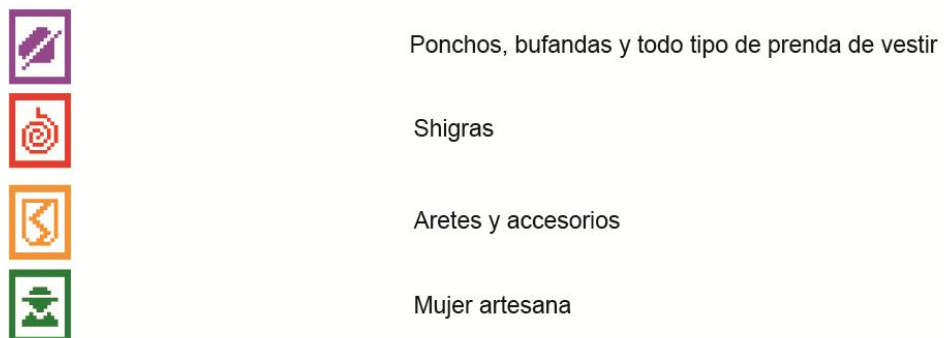 Ponchos, bufandas y todo tipo de prenda de vestir
Shigras
Aretes y accesorios
Mujer artesana